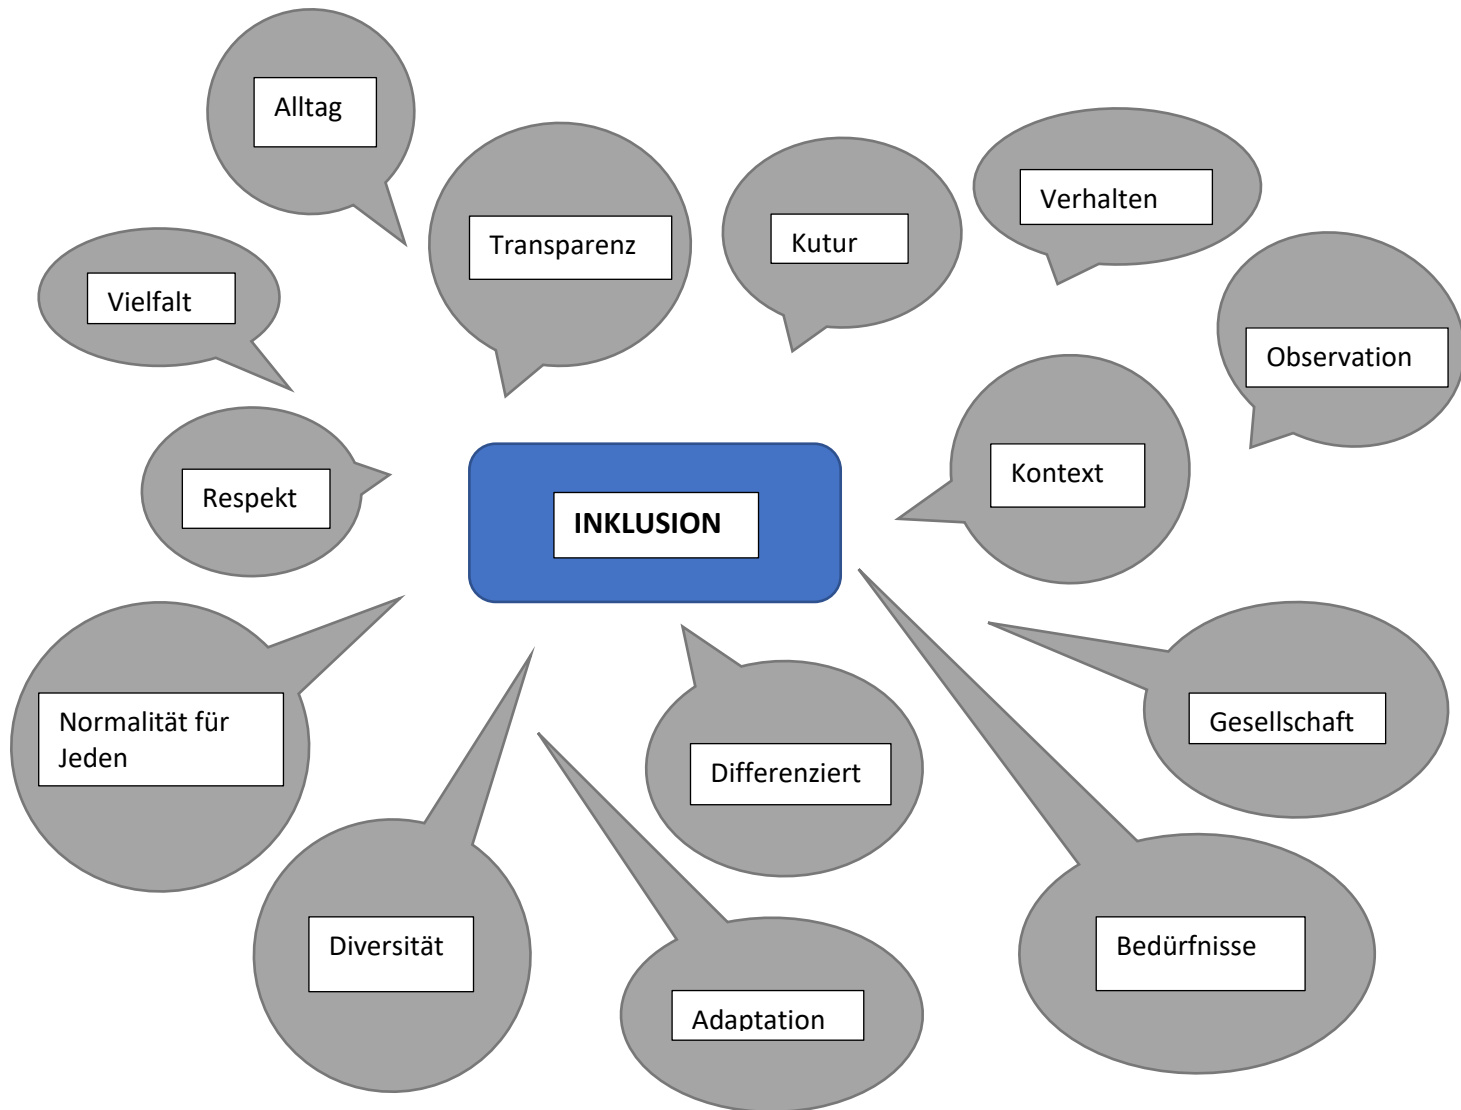 Alltag
Transparenz
Kutur
Verhalten
Vielfalt
Observation
Respekt
INKLUSION
Kontext
Normalität für
Jeden
Differenziert
Gesellschaft
Diversität
Adaptation
Bedürfnisse